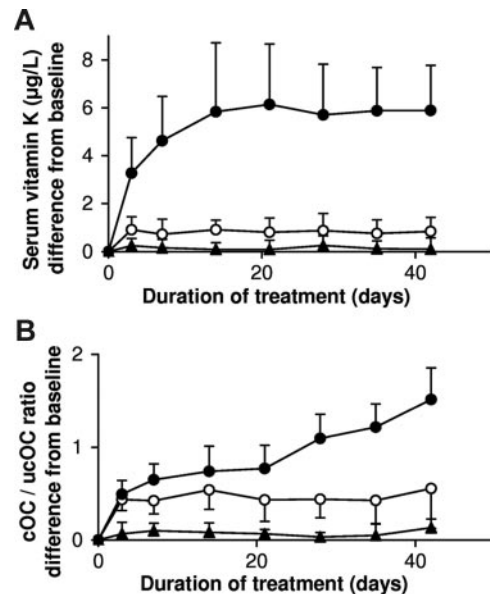 A
Serum vitamin K (µg/L)
difference from baseline
8
6
4
2
0
0 20 40
Duration of treatment (days)
B
cOC / ucOC ratio
difference from baseline
2
1
0
0 20 40
Duration of treatment (days)